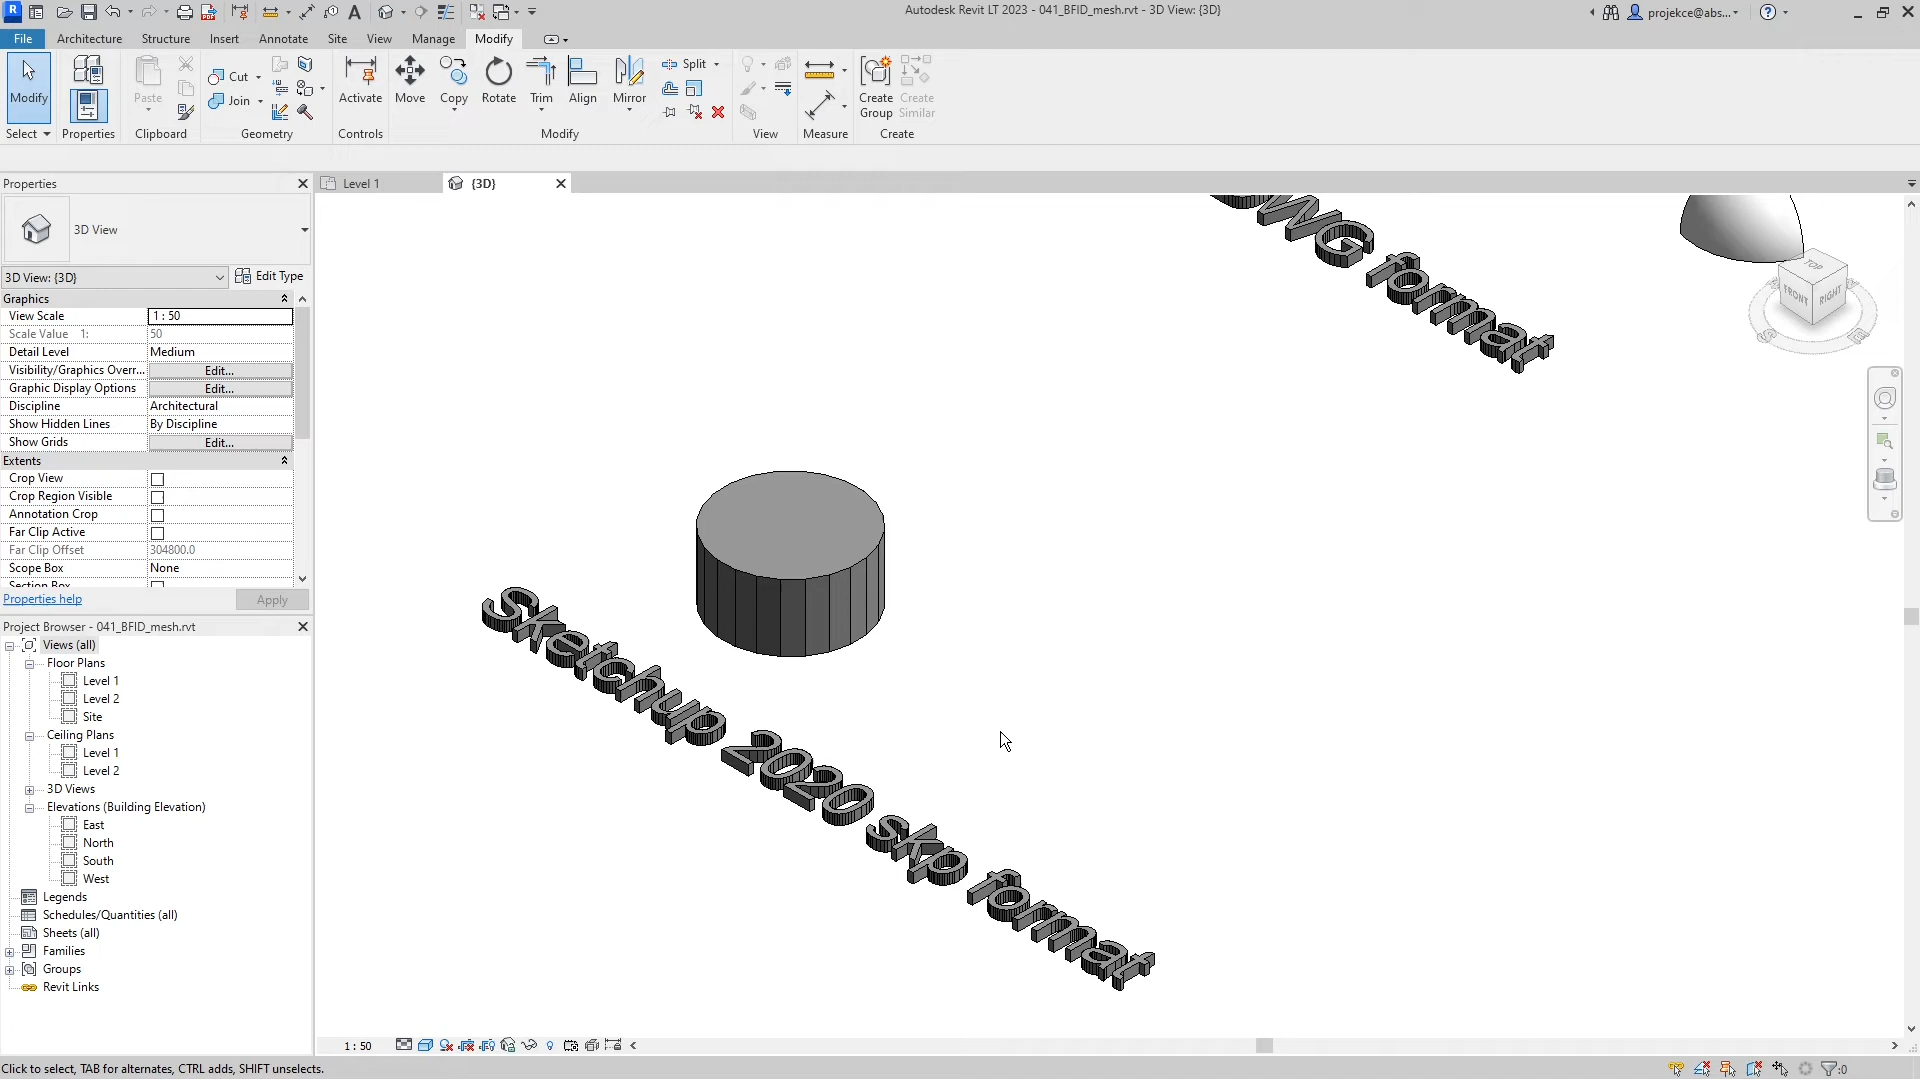 Autodesk Revit LT 2023 - 041_BFID_mesh.rvt - 3D View: {3D}
projekce@abs...
File Architecture Structure Insert Annotate Site View Manage Modify
Modify
Paste
Cut
Join
Activate
Move
Copy
Rotate
Trim
Align
Mirror
Split
Create Group
Create Similar
Select Properties Clipboard Geometry Controls Modify View Measure Create
Properties
Level 1
{3D}
3D View
3D View: {3D}
Edit Type
Graphics
View Scale 1 : 50
Scale Value 1: 50
Detail Level Medium
Visibility/Graphics Overr... Edit...
Graphic Display Options Edit...
Discipline Architectural
Show Hidden Lines By Discipline
Show Grids Edit...
Extents
Crop View
Crop Region Visible
Annotation Crop
Far Clip Active
Far Clip Offset 304800.0
Scope Box None
Section Box
Properties help
Apply
Project Browser - 041_BFID_mesh.rvt
Views (all)
Floor Plans
Level 1
Level 2
Site
Ceiling Plans
Level 1
Level 2
3D Views
Elevations (Building Elevation)
East
North
South
West
Legends
Schedules/Quantities (all)
Sheets (all)
Families
Groups
Revit Links
DWG format
TOP
FRONT
RIGHT
S
E
Sketchup 2020 skp format
1 : 50
Click to select, TAB for alternates, CTRL adds, SHIFT unselects.
:0